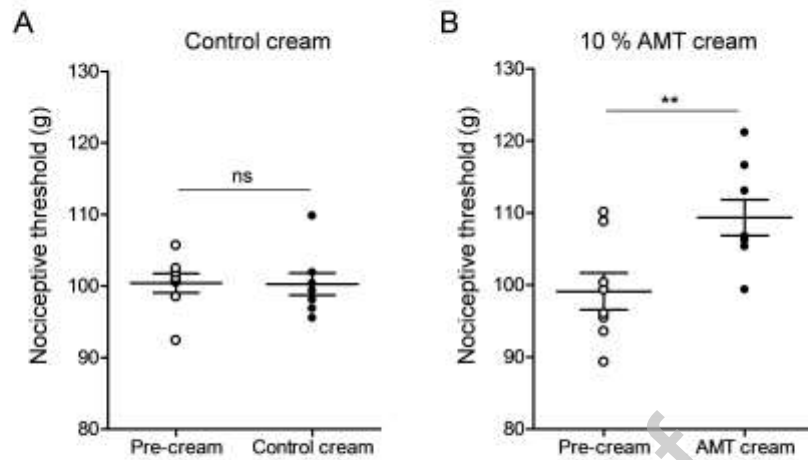 A
Control cream
Nociceptive threshold (g)
130
120
110
100
90
80
ns
Pre-cream
Control cream
B
10 % AMT cream
Nociceptive threshold (g)
130
120
110
100
90
80
**
Pre-cream
AMT cream
f